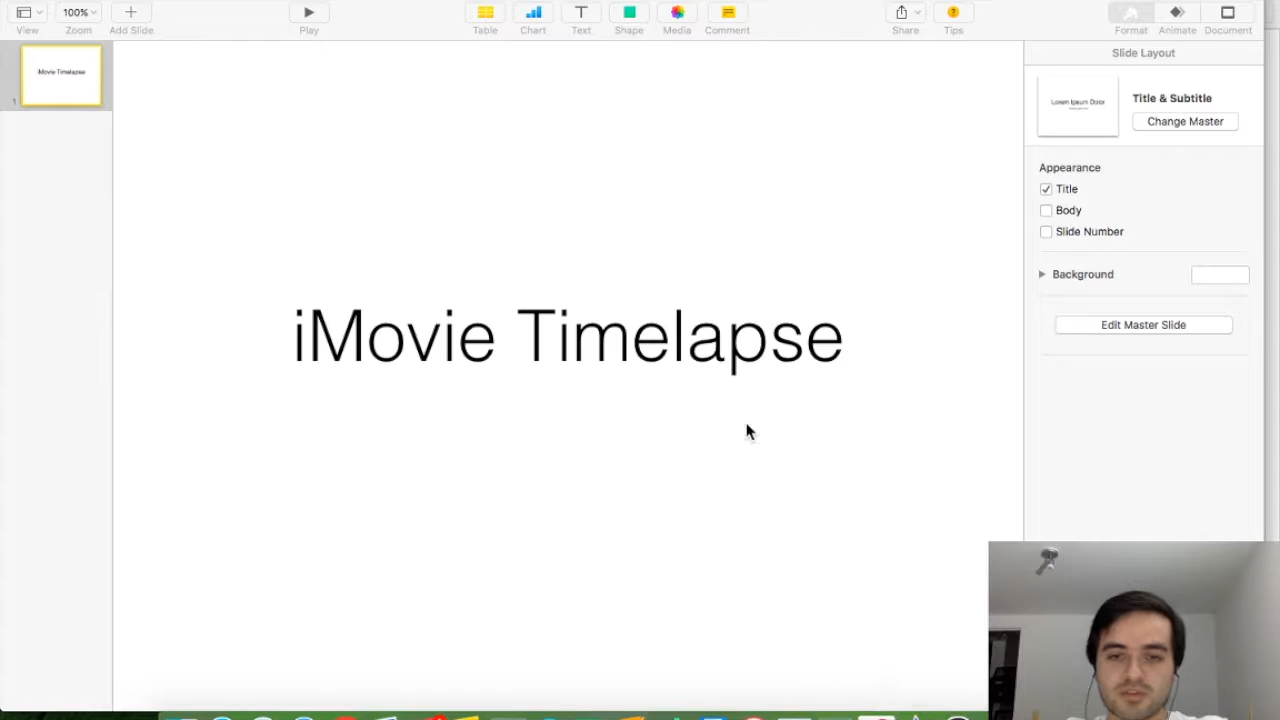 100%
View
Zoom
Add Slide
Play
Table
Chart
Text
Shape
Media
Comment
Share
Tips
Format
Animate
Document
Slide Layout
iMovie Timelapse
1
Lorem Ipsum Dolor
Title & Subtitle
Change Master
Appearance
Title
Body
Slide Number
Background
Edit Master Slide
iMovie Timelapse